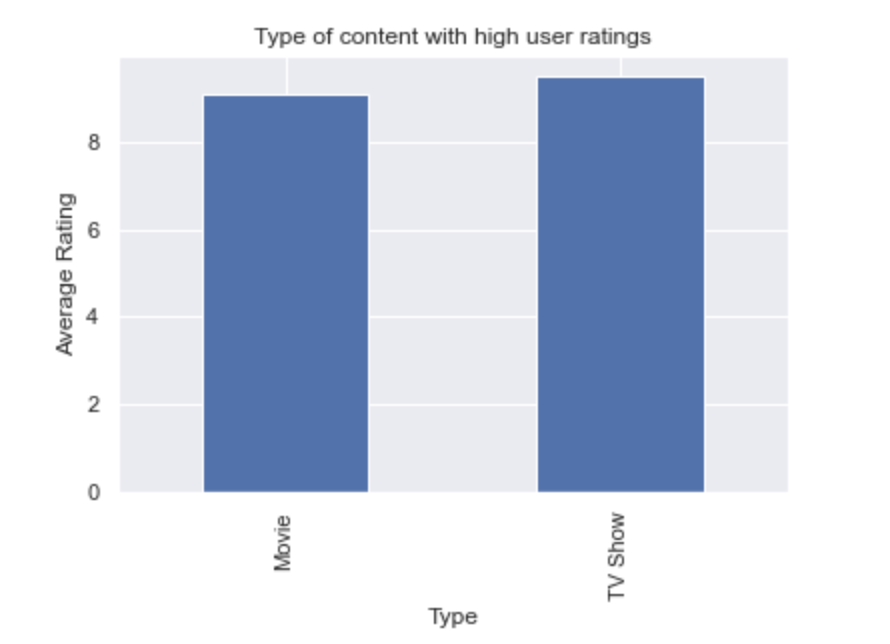 Type of content with high user ratings
Average Rating
8
6
4
2
0
Movie
TV Show
Type